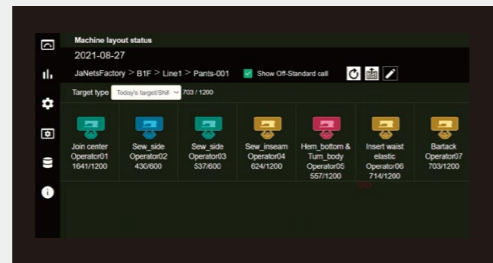 Machine layout status
2021-08-27
JaNetsFactory > B1F > Line1 > Pants-001
Show Off-Standard call
Target type
Today's target/Shif
703 / 1200
Join center
Operator01
1641/1200
Sew_side
Operator02
430/600
Sew_side
Operator03
537/600
Sew_inseam
Operator04
624/1200
Hem_bottom &
Turn_body
Operator05
557/1200
Insert waist
elastic
Operator06
714/1200
Bartack
Operator07
703/1200